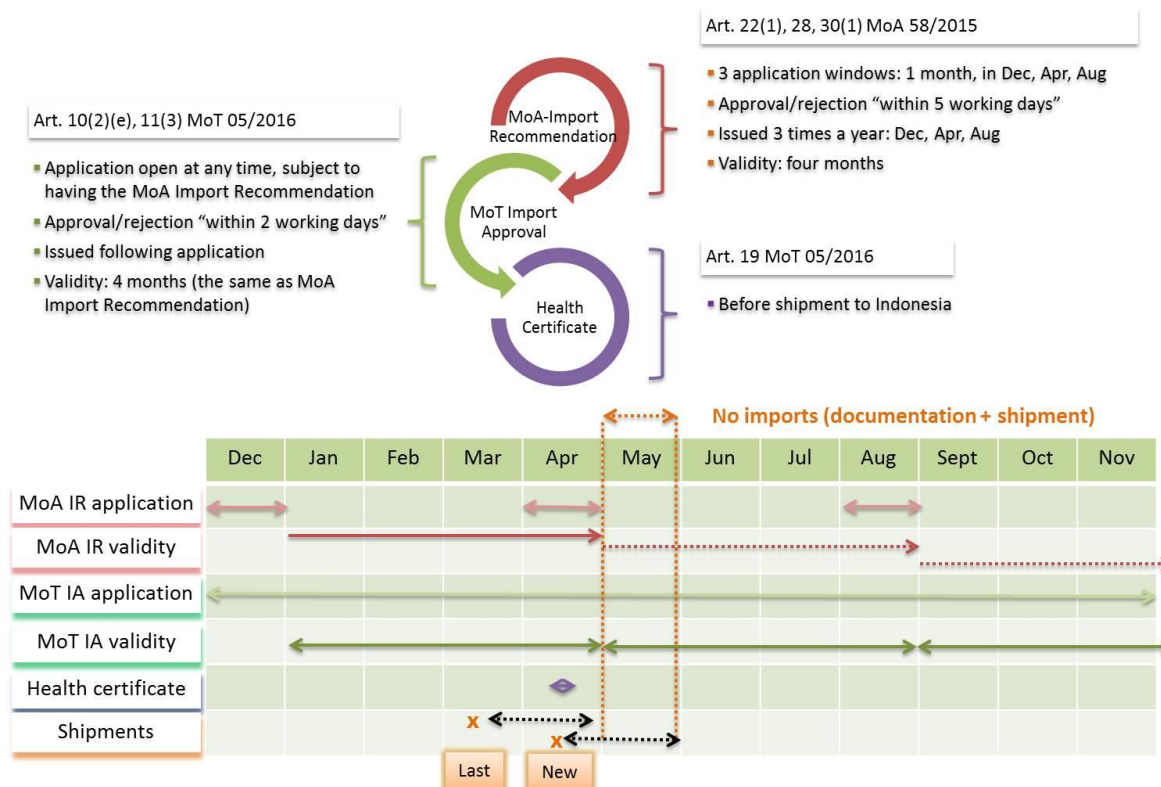 Art. 22(1), 28, 30(1) MoA 58/2015
▪ 3 application windows: 1 month, in Dec, Apr, Aug
▪ Approval/rejection “within 5 working days”
▪ Issued 3 times a year: Dec, Apr, Aug
▪ Validity: four months
Art. 10(2)(e), 11(3) MoT 05/2016
▪ Application open at any time, subject to
having the MoA Import Recommendation
▪ Approval/rejection “within 2 working days”
▪ Issued following application
▪ Validity: 4 months (the same as MoA
Import Recommendation)
MoA-Import
Recommendation
MoT Import
Approval
Health
Certificate
Art. 19 MoT 05/2016
▪ Before shipment to Indonesia
No imports (documentation + shipment)
Dec Jan Feb Mar Apr May Jun Jul Aug Sept Oct Nov
MoA IR application
MoA IR validity
MoT IA application
MoT IA validity
Health certificate
Shipments
x
x
Last New